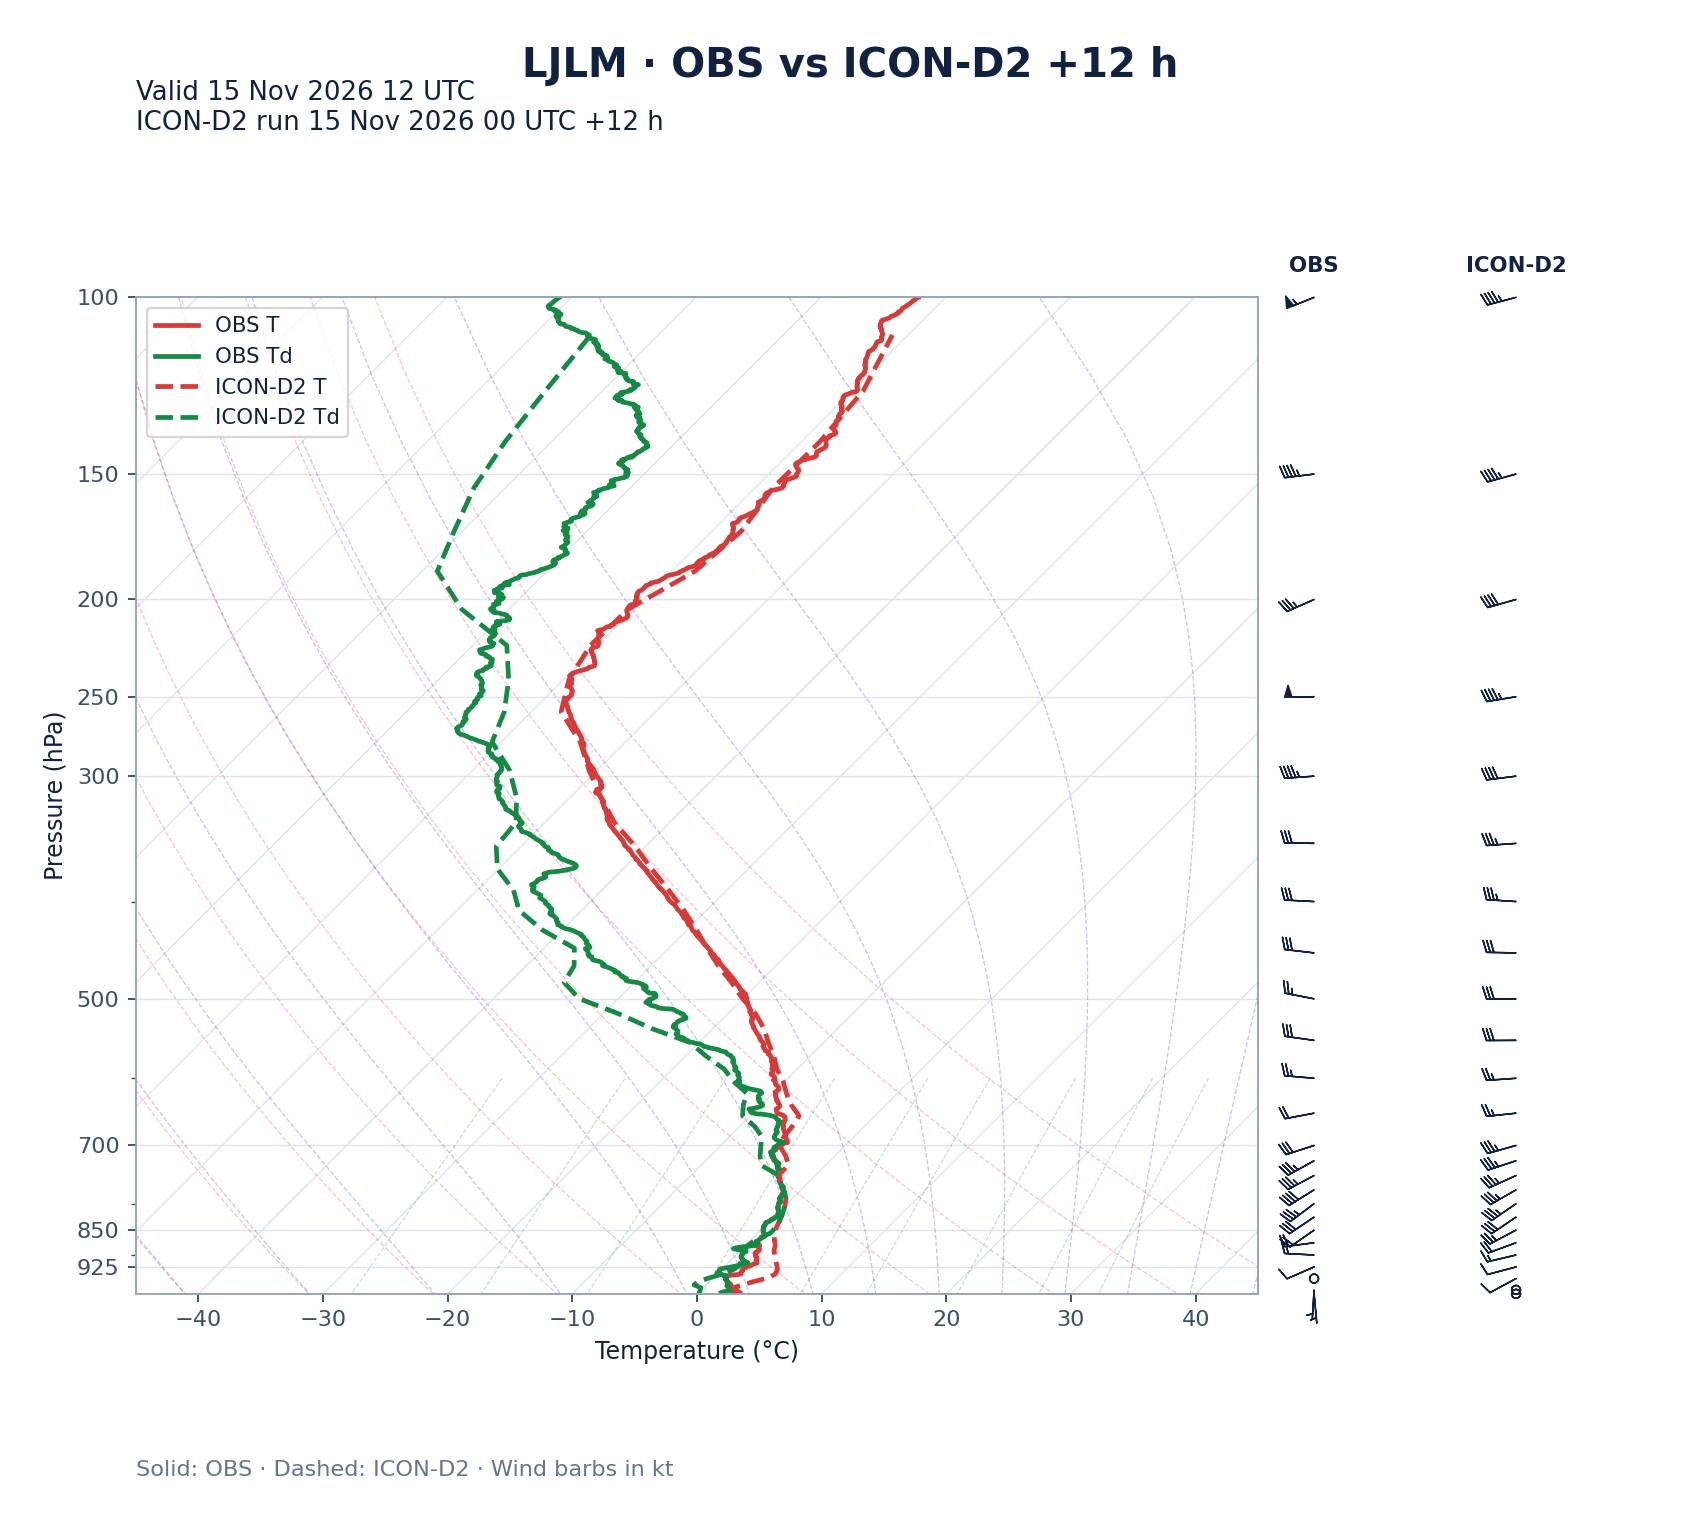 LJLM · OBS vs ICON-D2 +12 h
Valid 15 Nov 2026 12 UTC
ICON-D2 run 15 Nov 2026 00 UTC +12 h
OBS
ICON-D2
OBS T
OBS Td
ICON-D2 T
ICON-D2 Td
Pressure (hPa)
100
150
200
250
300
500
700
850
925
−40
−30
−20
−10
0
10
20
30
40
Temperature (°C)
Solid: OBS · Dashed: ICON-D2 · Wind barbs in kt